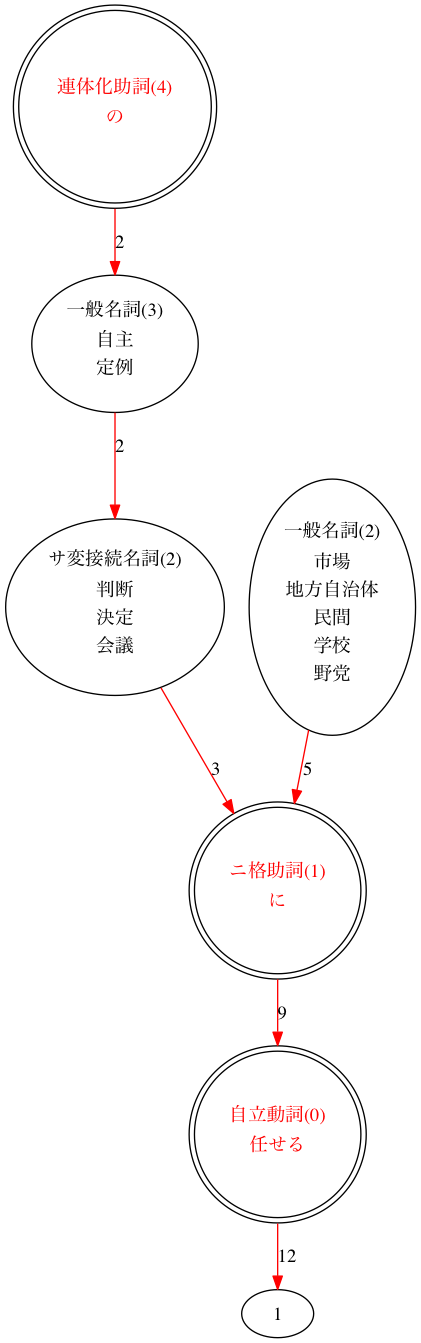 連体化助詞(4)
の
2
一般名詞(3)
自主
定例
2
サ変接続名詞(2)
判断
決定
会議
一般名詞(2)
市場
地方自治体
民間
学校
野党
3
5
ニ格助詞(1)
に
9
自立動詞(0)
任せる
12
1